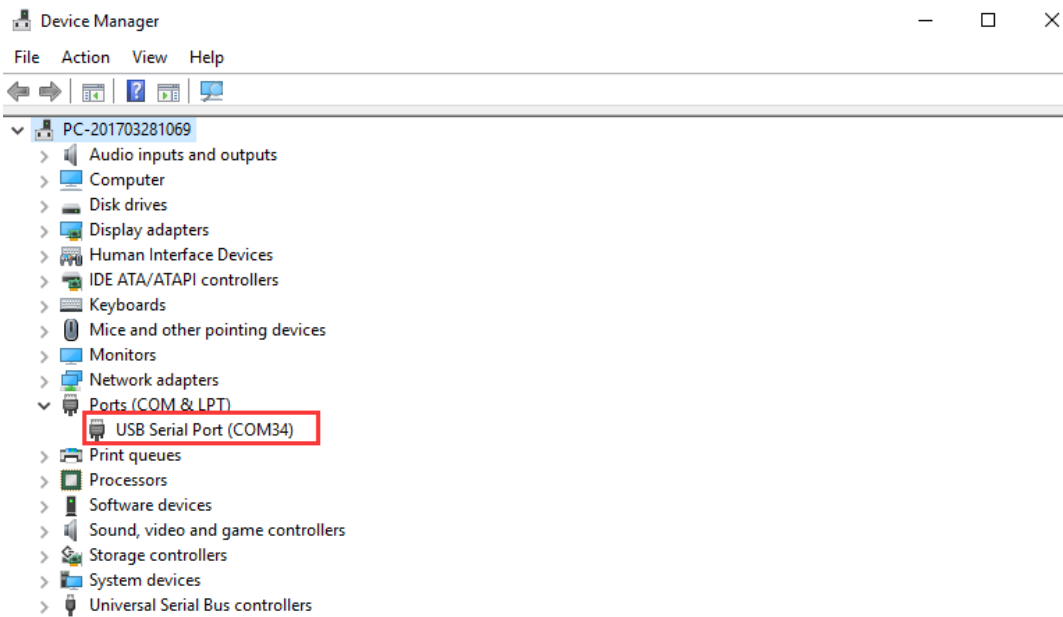 Device Manager
File Action View Help
PC-201703281069
Audio inputs and outputs
Computer
Disk drives
Display adapters
Human Interface Devices
IDE ATA/ATAPI controllers
Keyboards
Mice and other pointing devices
Monitors
Network adapters
Ports (COM & LPT)
USB Serial Port (COM34)
Print queues
Processors
Software devices
Sound, video and game controllers
Storage controllers
System devices
Universal Serial Bus controllers